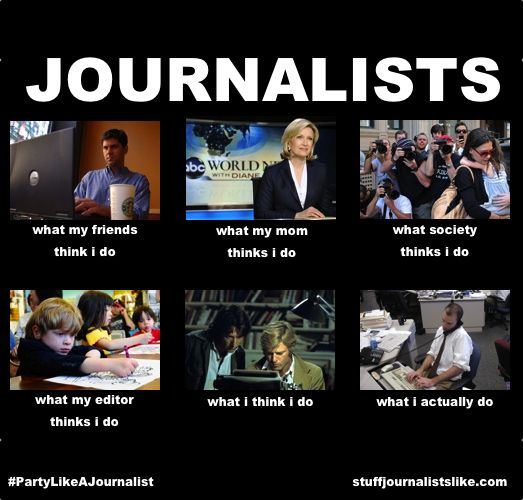 JOURNALISTS
abc WORLD N
WITH DIANE
what my friends
think i do
what my mom
thinks i do
what society
thinks i do
what my editor
thinks i do
what i think i do
what i actually do
#PartyLikeAJournalist
stuffjournalistslike.com